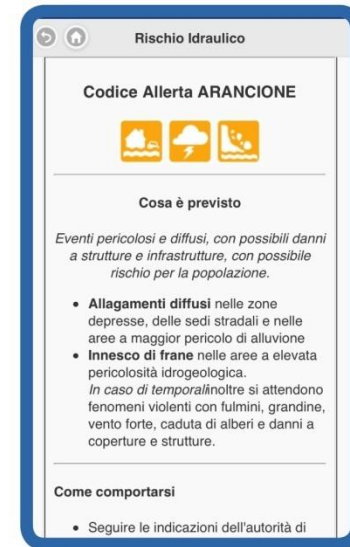 Rischio Idraulico
Codice Allerta ARANCIONE
Cosa è previsto
Eventi pericolosi e diffusi, con possibili danni
a strutture e infrastrutture, con possibile
rischio per la popolazione.
• Allagamenti diffusi nelle zone
depresse, delle sedi stradali e nelle
aree a maggior pericolo di alluvione
• Innesco di frane nelle aree a elevata
pericolosità idrogeologica.
In caso di temporaliinoltre si attendono
fenomeni violenti con fulmini, grandine,
vento forte, caduta di alberi e danni a
coperture e strutture.
Come comportarsi
• Seguire le indicazioni dell'autorità di